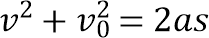 v² + v₀² = 2as